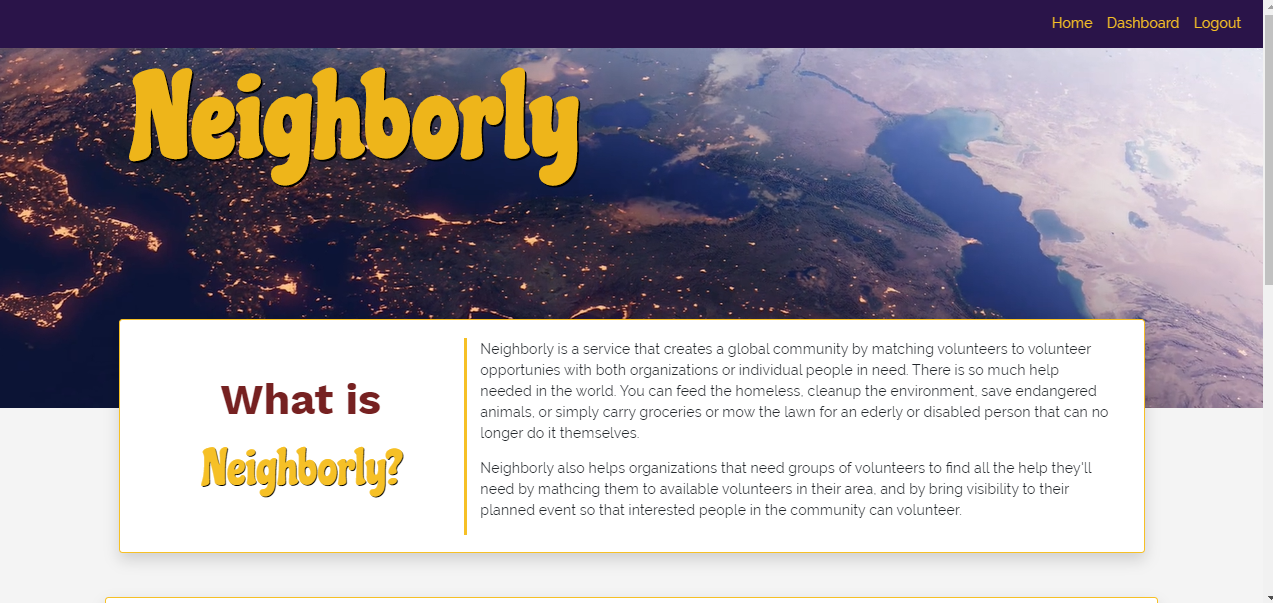 Home Dashboard Logout
Neighborly
What is
Neighborly?
Neighborly is a service that creates a global community by matching volunteers to volunteer
opportunies with both organizations or individual people in need. There is so much help
needed in the world. You can feed the homeless, cleanup the environment, save endangered
animals, or simply carry groceries or mow the lawn for an ederly or disabled person that can no
longer do it themselves.
Neighborly also helps organizations that need groups of volunteers to find all the help they'll
need by mathcing them to available volunteers in their area, and by bring visibility to their
planned event so that interested people in the community can volunteer.